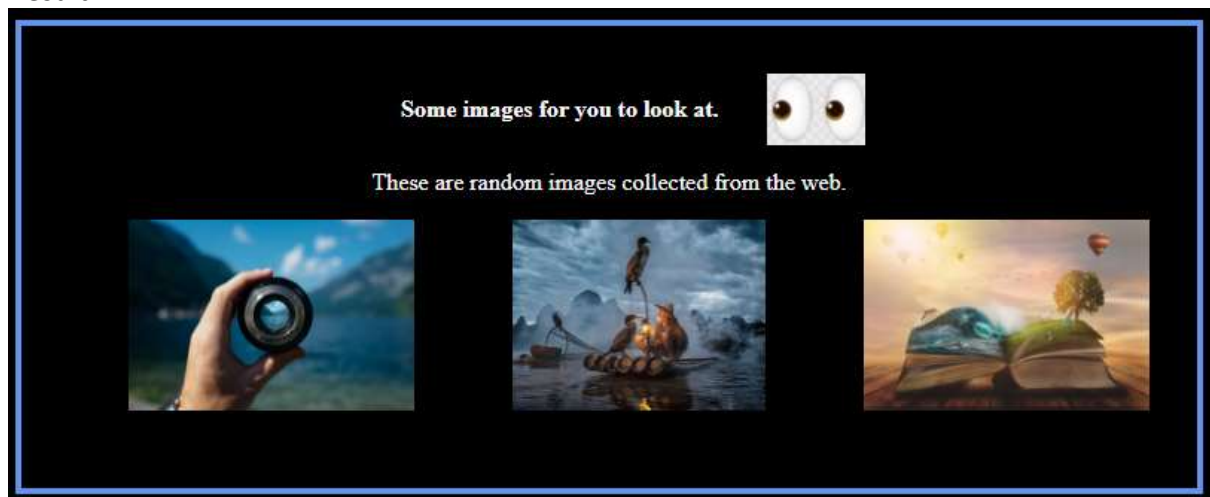 Some images for you to look at.
These are random images collected from the web.